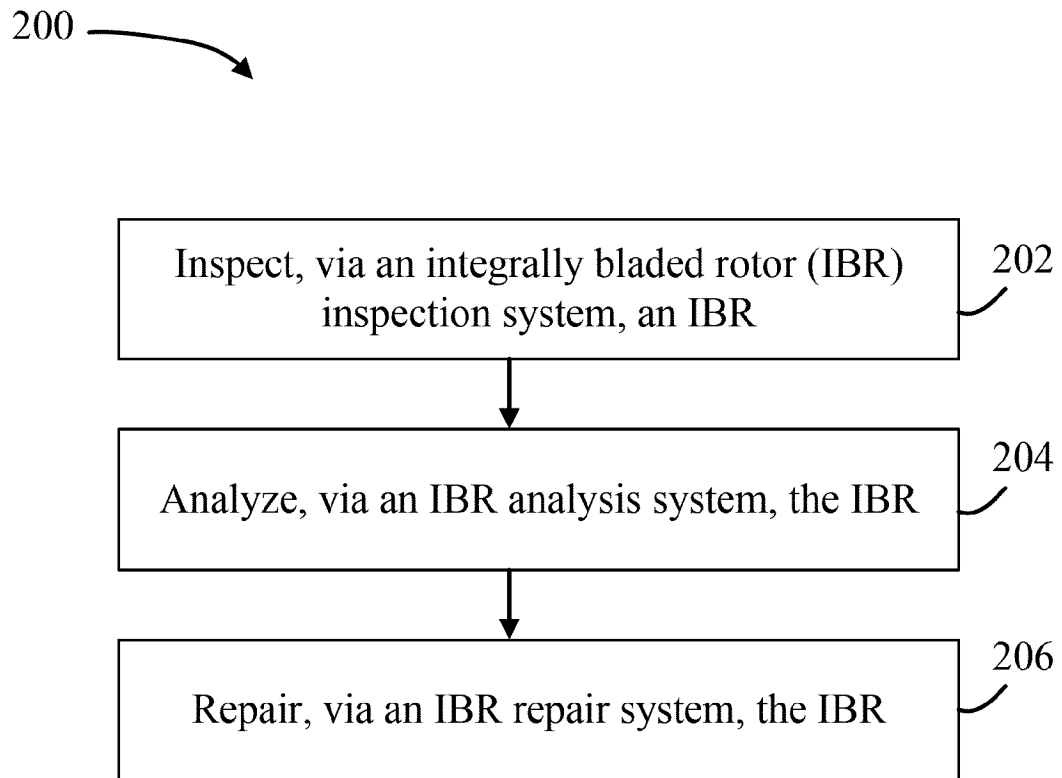 200
Inspect, via an integrally bladed rotor (IBR)
inspection system, an IBR
202
Analyze, via an IBR analysis system, the IBR
204
Repair, via an IBR repair system, the IBR
206